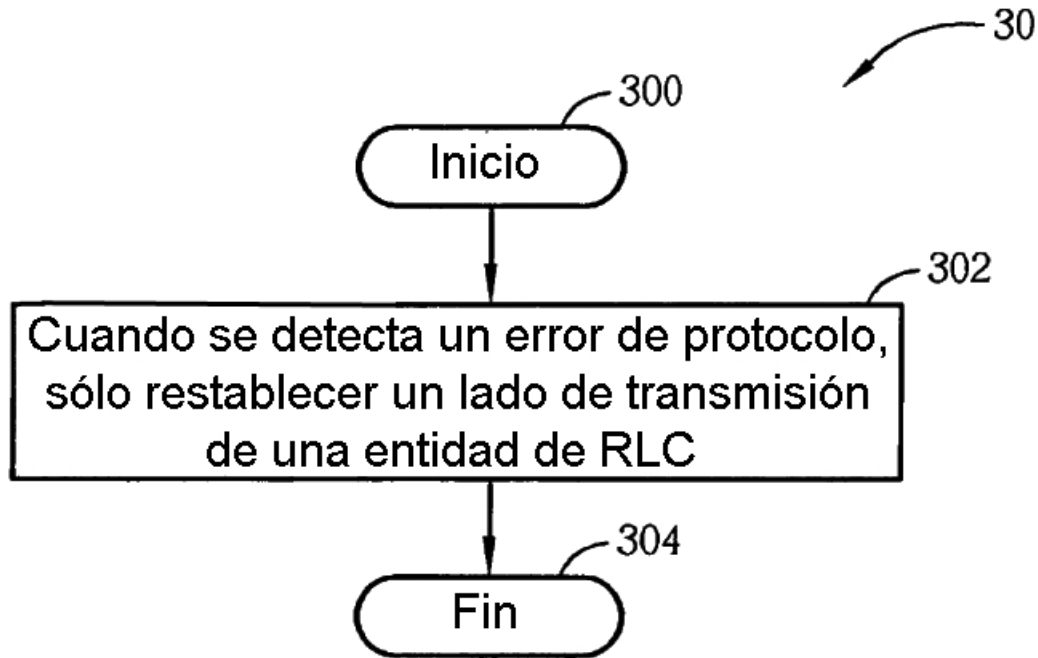 30
300
Inicio
302
Cuando se detecta un error de protocolo,
sólo restablecer un lado de transmisión
de una entidad de RLC
304
Fin